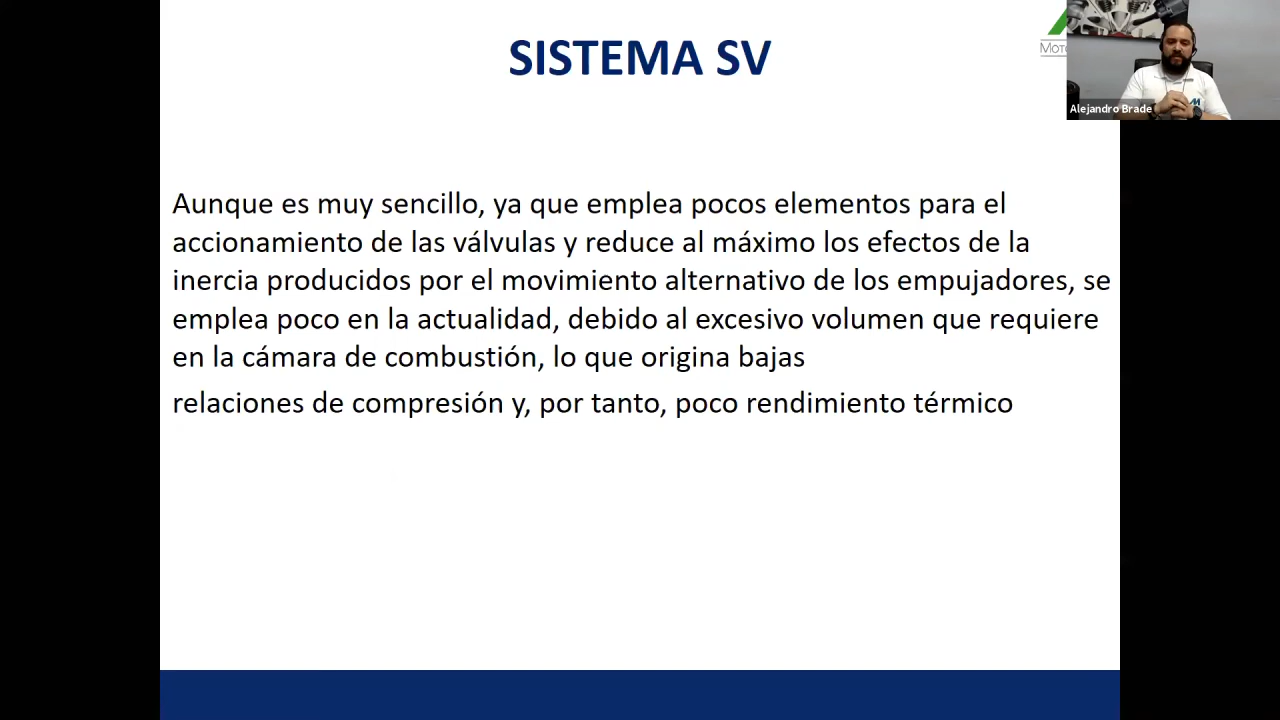 SISTEMA SV
Alejandro Brade
Aunque es muy sencillo, ya que emplea pocos elementos para el
accionamiento de las válvulas y reduce al máximo los efectos de la
inercia producidos por el movimiento alternativo de los empujadores, se
emplea poco en la actualidad, debido al excesivo volumen que requiere
en la cámara de combustión, lo que origina bajas
relaciones de compresión y, por tanto, poco rendimiento térmico